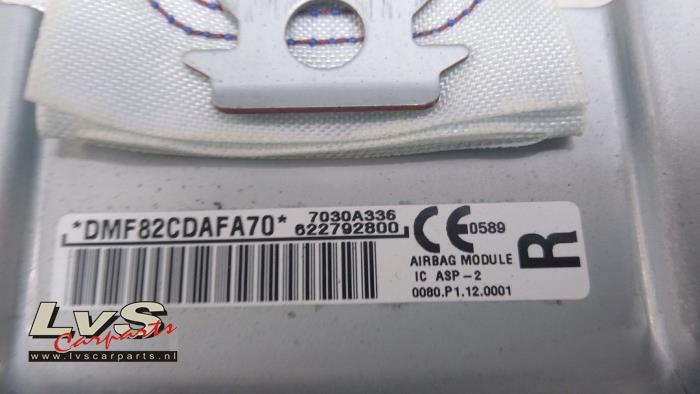 *DMF82CDAFA70*
7030A336
622792800
CE 0589
AIRBAG MODULE
IC ASP-2
0080.P1.12.0001
R
LvS
Carparts
www.lvscarparts.nl